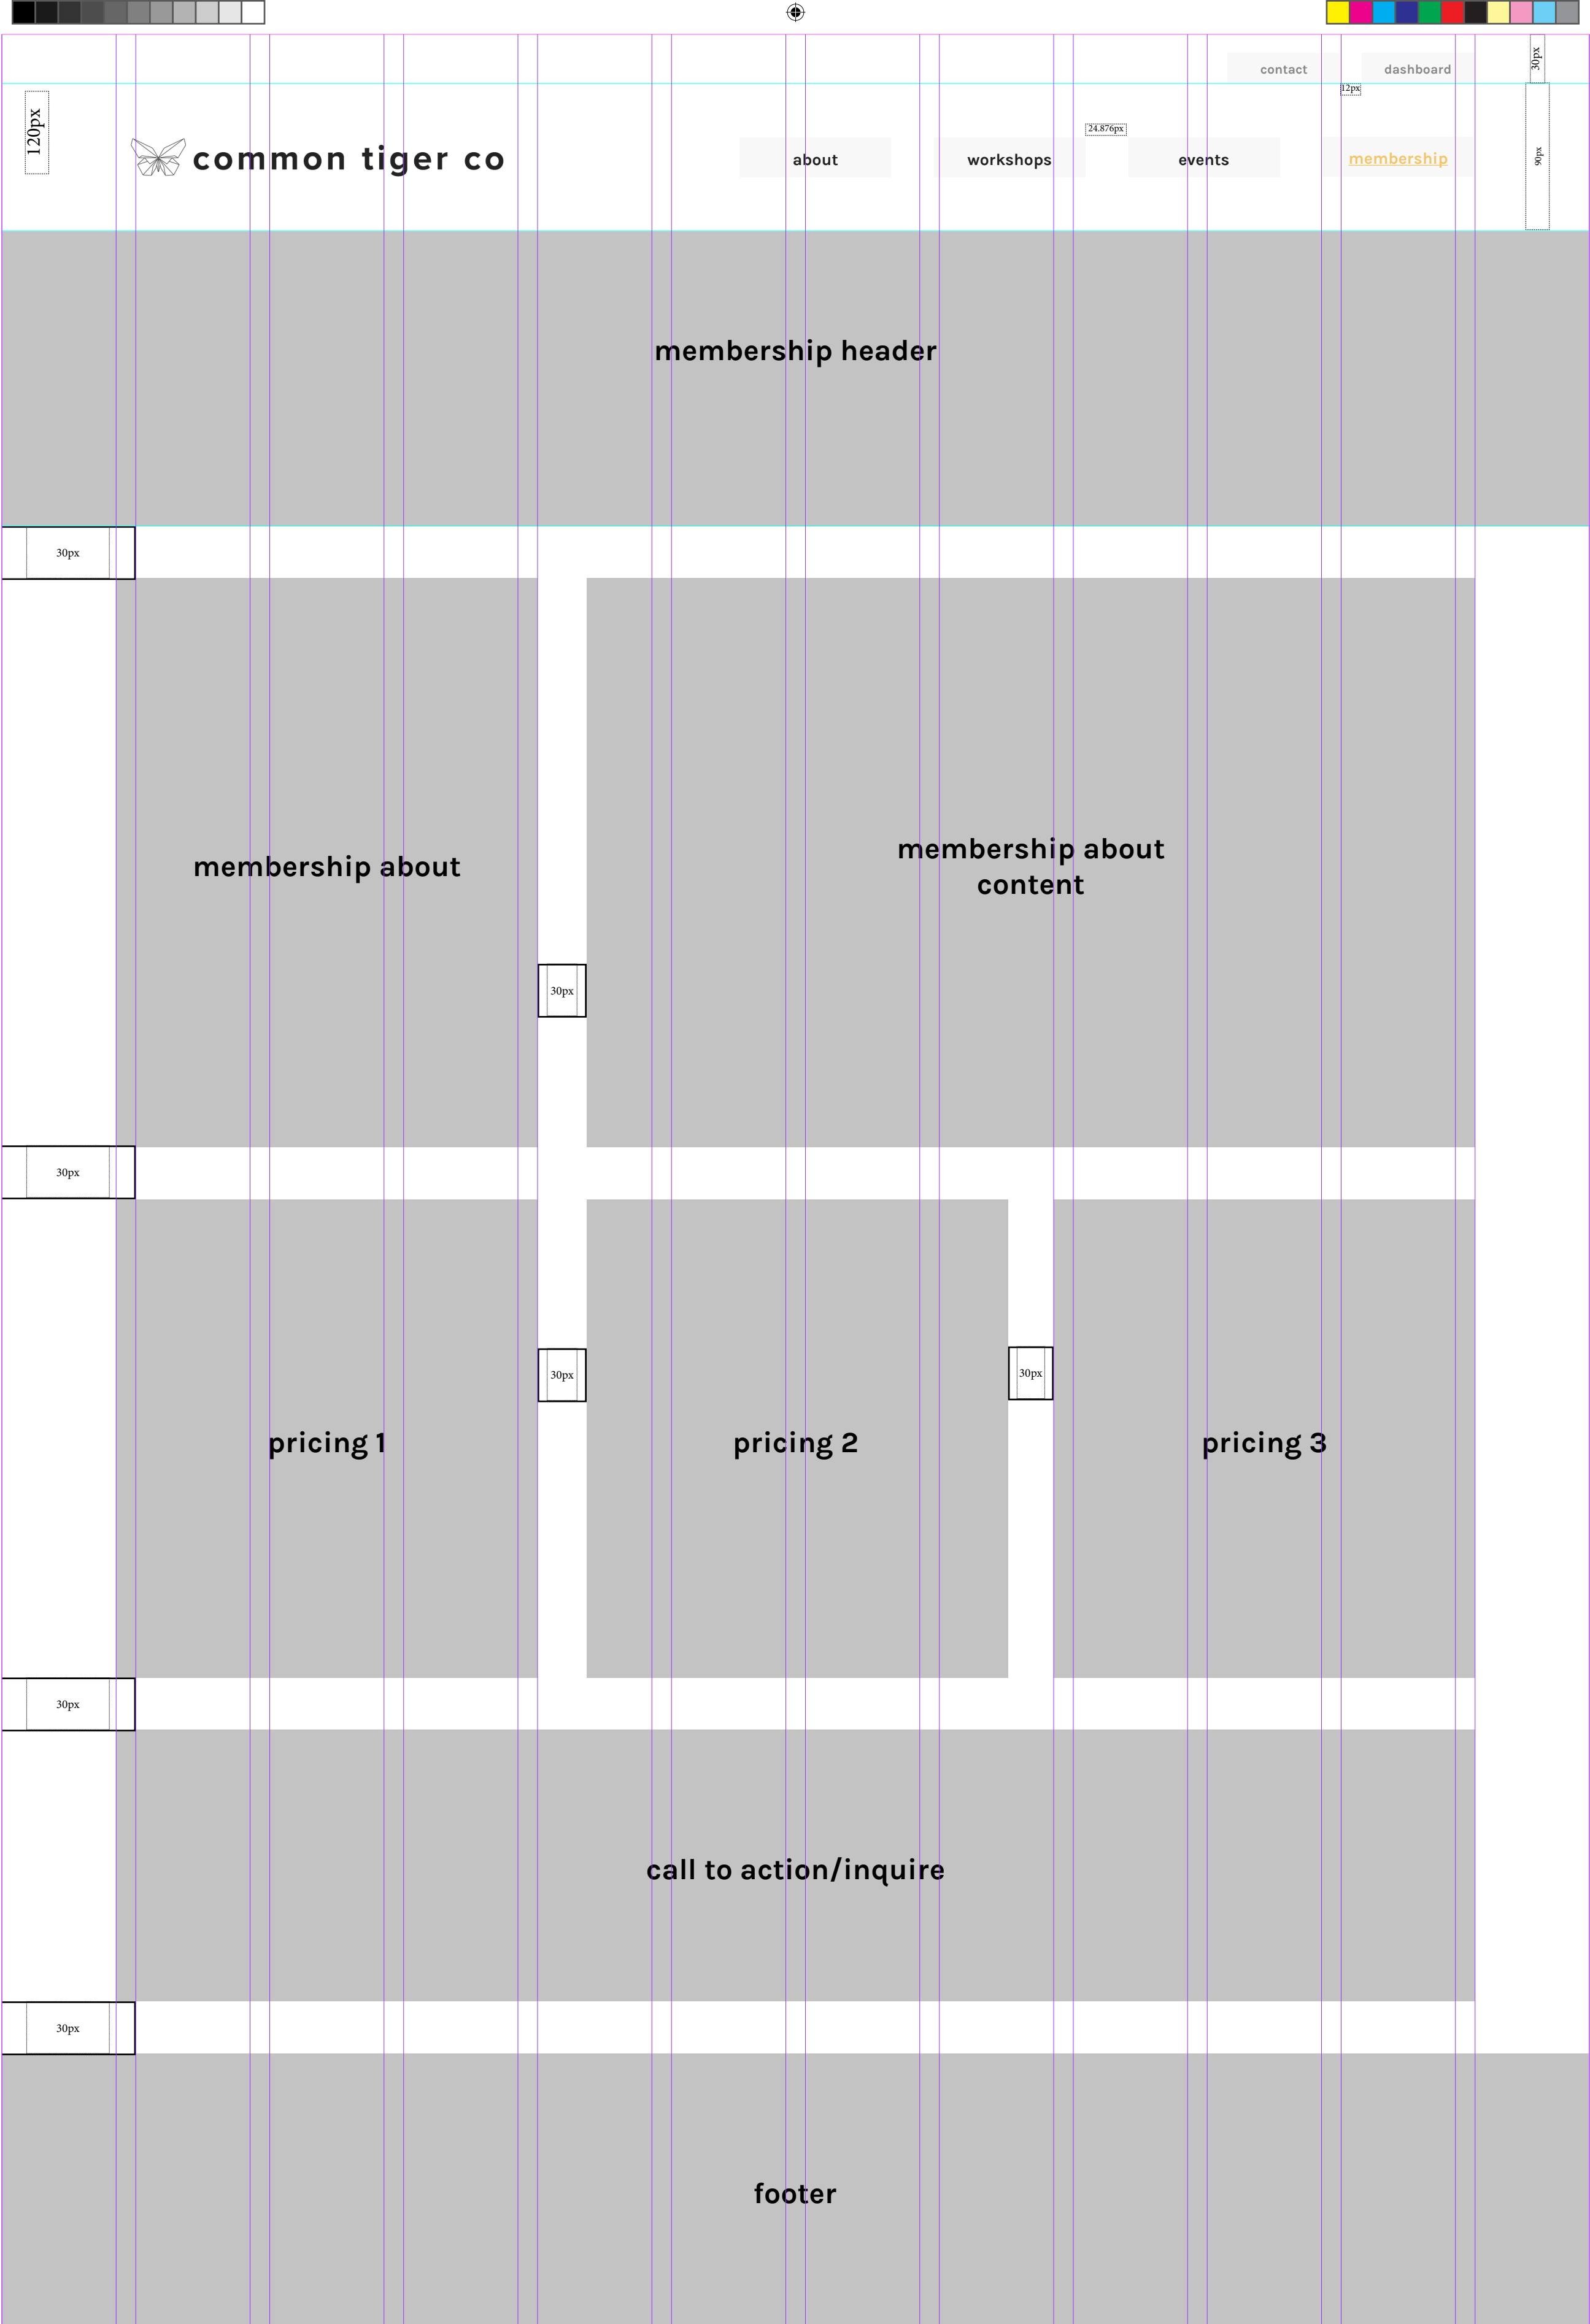 contact
dashboard
30px
12px
120px
24.876px
common tiger co
about
workshops
events
membership
90px
membership header
30px
membership about
membership about
content
30px
30px
30px
30px
pricing 1
pricing 2
pricing 3
30px
call to action/inquire
30px
footer